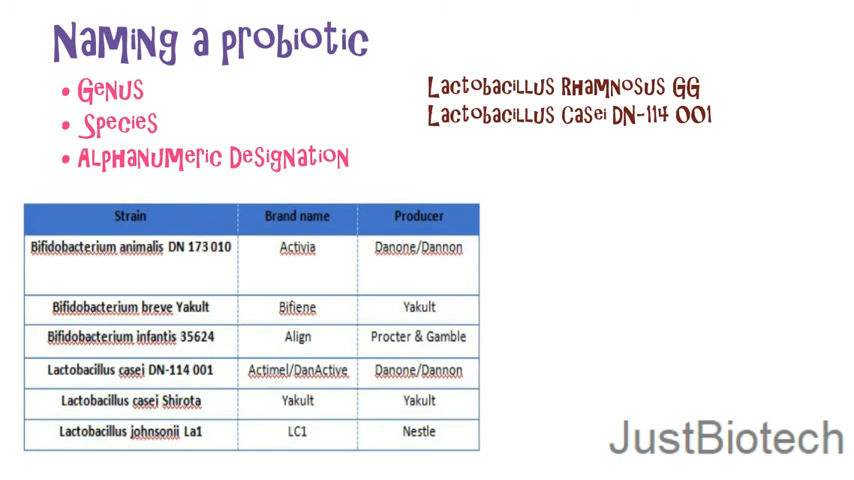 Naming a probiotic
• Genus
• Species
• Alphanumeric Designation
Lactobacillus Rhamnosus GG
Lactobacillus Casei DN-114 001
Strain Brand name Producer
Bifidobacterium animalis DN 173 010 Activia Danone/Dannon
Bifidobacterium breve Yakult Bifiene Yakult
Bifidobacterium infantis 35624 Align Procter & Gamble
Lactobacillus casei DN-114 001 Actimel/DanActive Danone/Dannon
Lactobacillus casei Shirota Yakult Yakult
Lactobacillus johnsonii La1 LC1 Nestle
JustBiotech